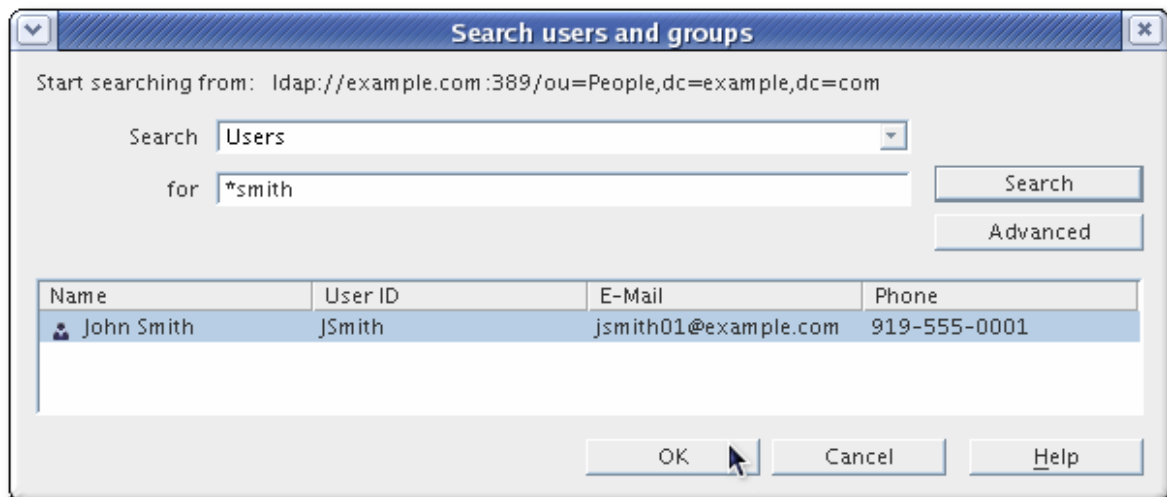 Search users and groups
Start searching from: ldap://example.com:389/ou=People,dc=example,dc=com
Search Users
for *smith
Search
Advanced
Name User ID E-Mail Phone
John Smith JSmith jsmith01@example.com 919-555-0001
OK Cancel Help